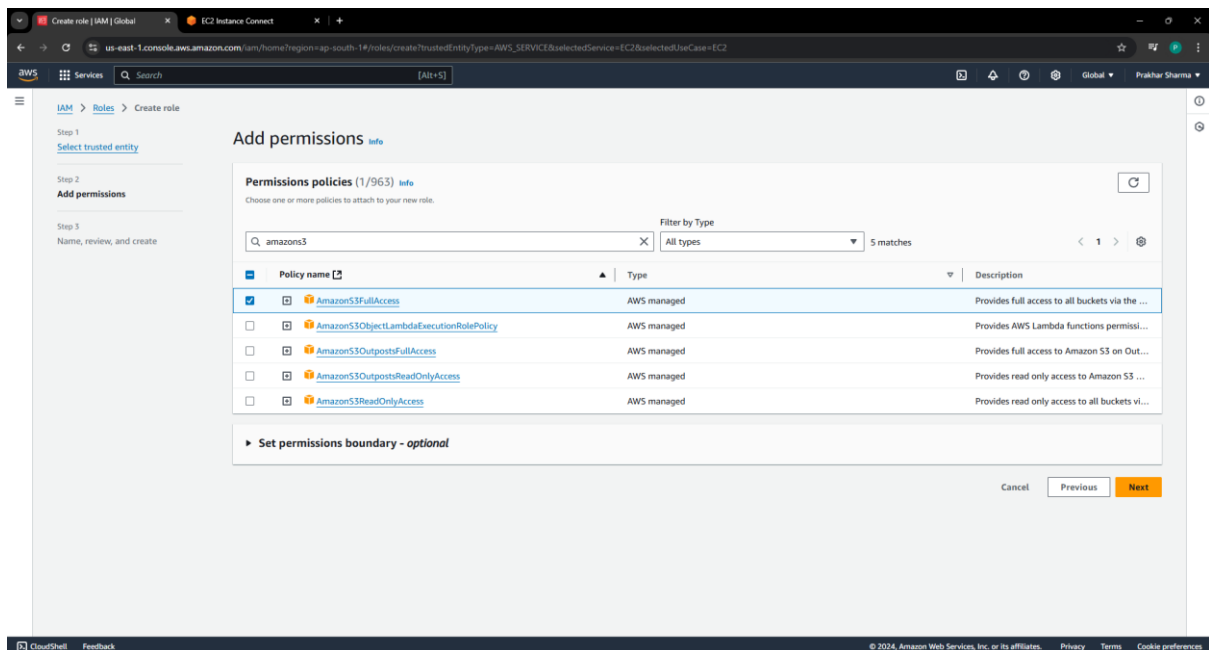 Create role | IAM | Global
EC2 Instance Connect
us-east-1.console.aws.amazon.com/iam/home?region=ap-south-1#/roles/create?trustedEntityType=AWS_SERVICE&selectedService=EC2&selectedUseCase=EC2
aws Services Search [Alt+S] Global Prakhar Sharma
IAM > Roles > Create role
Step 1
Select trusted entity
Step 2
Add permissions
Step 3
Name, review, and create
Add permissions Info
Permissions policies (1/963) Info
Choose one or more policies to attach to your new role.
Filter by Type
amazons3 All types 5 matches 1
Policy name Type Description
AmazonS3FullAccess AWS managed Provides full access to all buckets via the ...
AmazonS3ObjectLambdaExecutionRolePolicy AWS managed Provides AWS Lambda functions permissi...
AmazonS3OutpostsFullAccess AWS managed Provides full access to Amazon S3 on Out...
AmazonS3OutpostsReadOnlyAccess AWS managed Provides read only access to Amazon S3 ...
AmazonS3ReadOnlyAccess AWS managed Provides read only access to all buckets vi...
Set permissions boundary - optional
Cancel Previous Next
CloudShell Feedback © 2024, Amazon Web Services, Inc. or its affiliates. Privacy Terms Cookie preferences